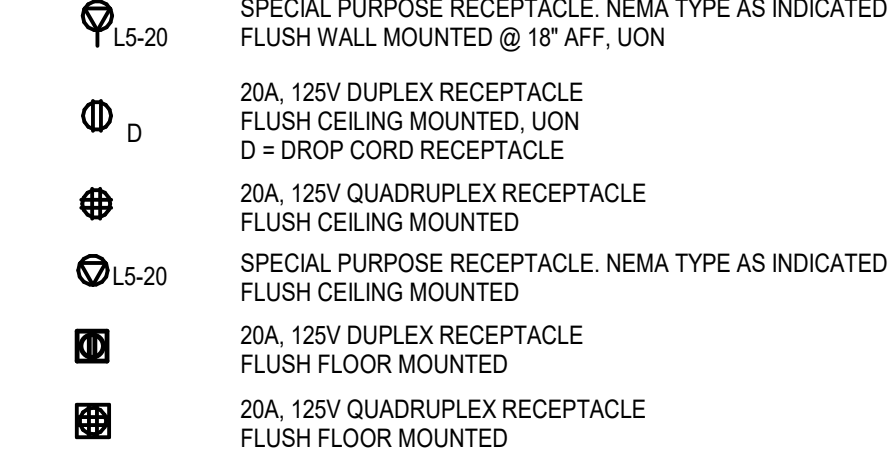 SPECIAL PURPOSE RECEPTACLE. NEMA TYPE AS INDICATED
L5-20 FLUSH WALL MOUNTED @ 18" AFF, UON
20A, 125V DUPLEX RECEPTACLE
D FLUSH CEILING MOUNTED, UON
D = DROP CORD RECEPTACLE
20A, 125V QUADRUPLEX RECEPTACLE
FLUSH CEILING MOUNTED
L5-20 SPECIAL PURPOSE RECEPTACLE. NEMA TYPE AS INDICATED
FLUSH CEILING MOUNTED
20A, 125V DUPLEX RECEPTACLE
FLUSH FLOOR MOUNTED
20A, 125V QUADRUPLEX RECEPTACLE
FLUSH FLOOR MOUNTED